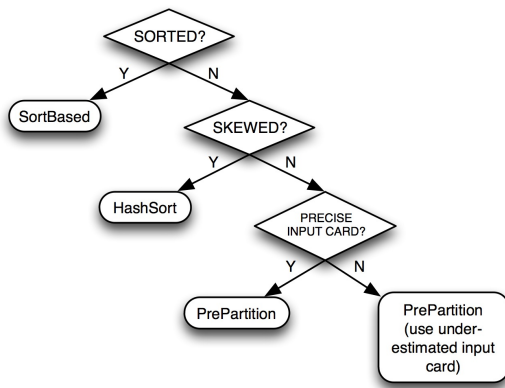 SORTED?
Y
N
SortBased
SKEWED?
Y
N
HashSort
PRECISE
INPUT CARD?
Y
N
PrePartition
PrePartition
(use under-
estimated input
card)